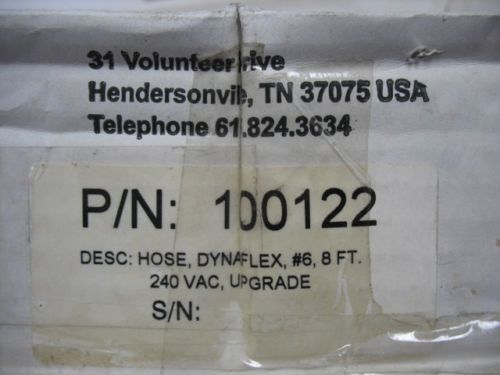 31 Volunteer rive
Hendersonvile, TN 37075 USA
Telephone 61.824.3634
P/N: 100122
DESC: HOSE, DYNAFLEX, #6, 8 FT.
240 VAC, UPGRADE
S/N: